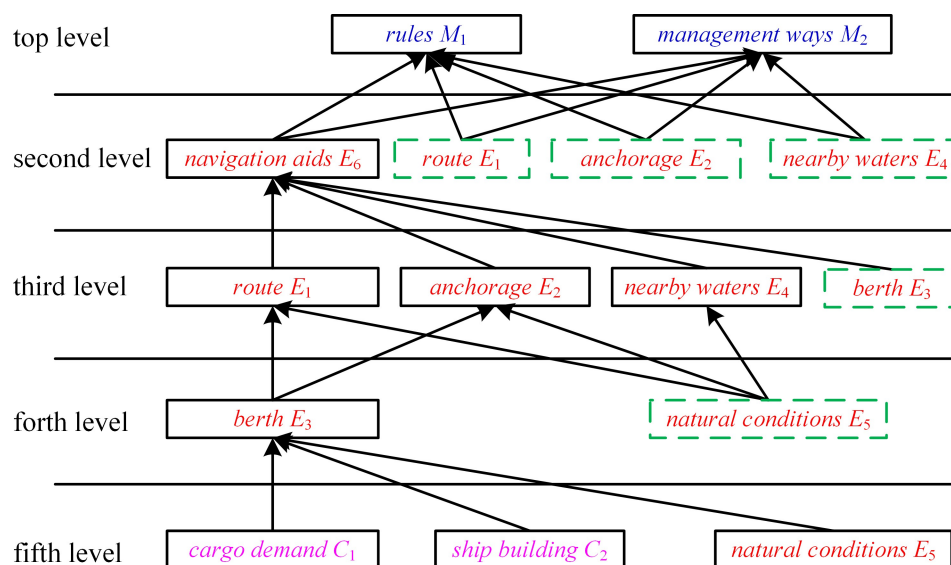 top level
rules M₁
management ways M₂
second level
navigation aids E₆
route E₁
anchorage E₂
nearby waters E₄
third level
route E₁
anchorage E₂
nearby waters E₄
berth E₃
forth level
berth E₃
natural conditions E₅
fifth level
cargo demand C₁
ship building C₂
natural conditions E₅